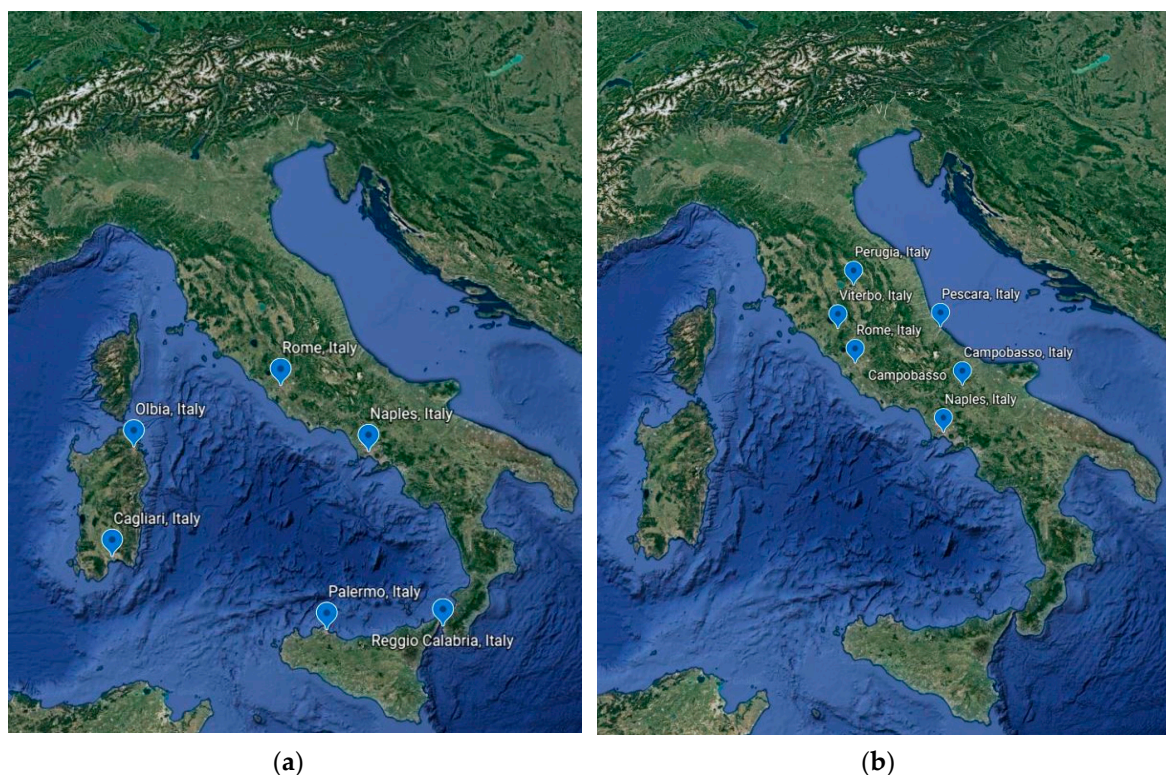 Rome, Italy
Naples, Italy
Olbia, Italy
Cagliari, Italy
Palermo, Italy
Reggio Calabria, Italy
(a)
Perugia, Italy
Viterbo, Italy
Pescara, Italy
Rome, Italy
Campobasso, Italy
Campobasso
Naples, Italy
(b)